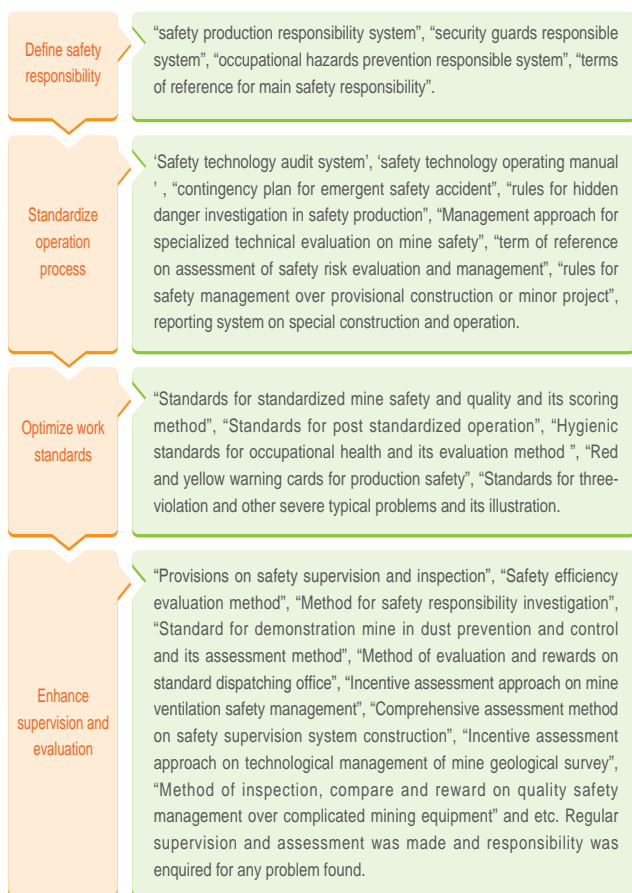 Define safety
responsibility
“safety production responsibility system”, “security guards responsible
system”, “occupational hazards prevention responsible system”, “terms
of reference for main safety responsibility”.
Standardize
operation
process
‘Safety technology audit system’, ‘safety technology operating manual
’ , “contingency plan for emergent safety accident”, “rules for hidden
danger investigation in safety production”, “Management approach for
specialized technical evaluation on mine safety”, “term of reference
on assessment of safety risk evaluation and management”, “rules for
safety management over provisional construction or minor project”,
reporting system on special construction and operation.
Optimize work
standards
“Standards for standardized mine safety and quality and its scoring
method”, “Standards for post standardized operation”, “Hygienic
standards for occupational health and its evaluation method ”, “Red
and yellow warning cards for production safety”, “Standards for three-
violation and other severe typical problems and its illustration.
Enhance
supervision and
evaluation
“Provisions on safety supervision and inspection”, “Safety efficiency
evaluation method”, “Method for safety responsibility investigation”,
“Standard for demonstration mine in dust prevention and control
and its assessment method”, “Method of evaluation and rewards on
standard dispatching office”, “Incentive assessment approach on mine
ventilation safety management”, “Comprehensive assessment method
on safety supervision system construction”, “Incentive assessment
approach on technological management of mine geological survey”,
“Method of inspection, compare and reward on quality safety
management over complicated mining equipment” and etc. Regular
supervision and assessment was made and responsibility was
enquired for any problem found.